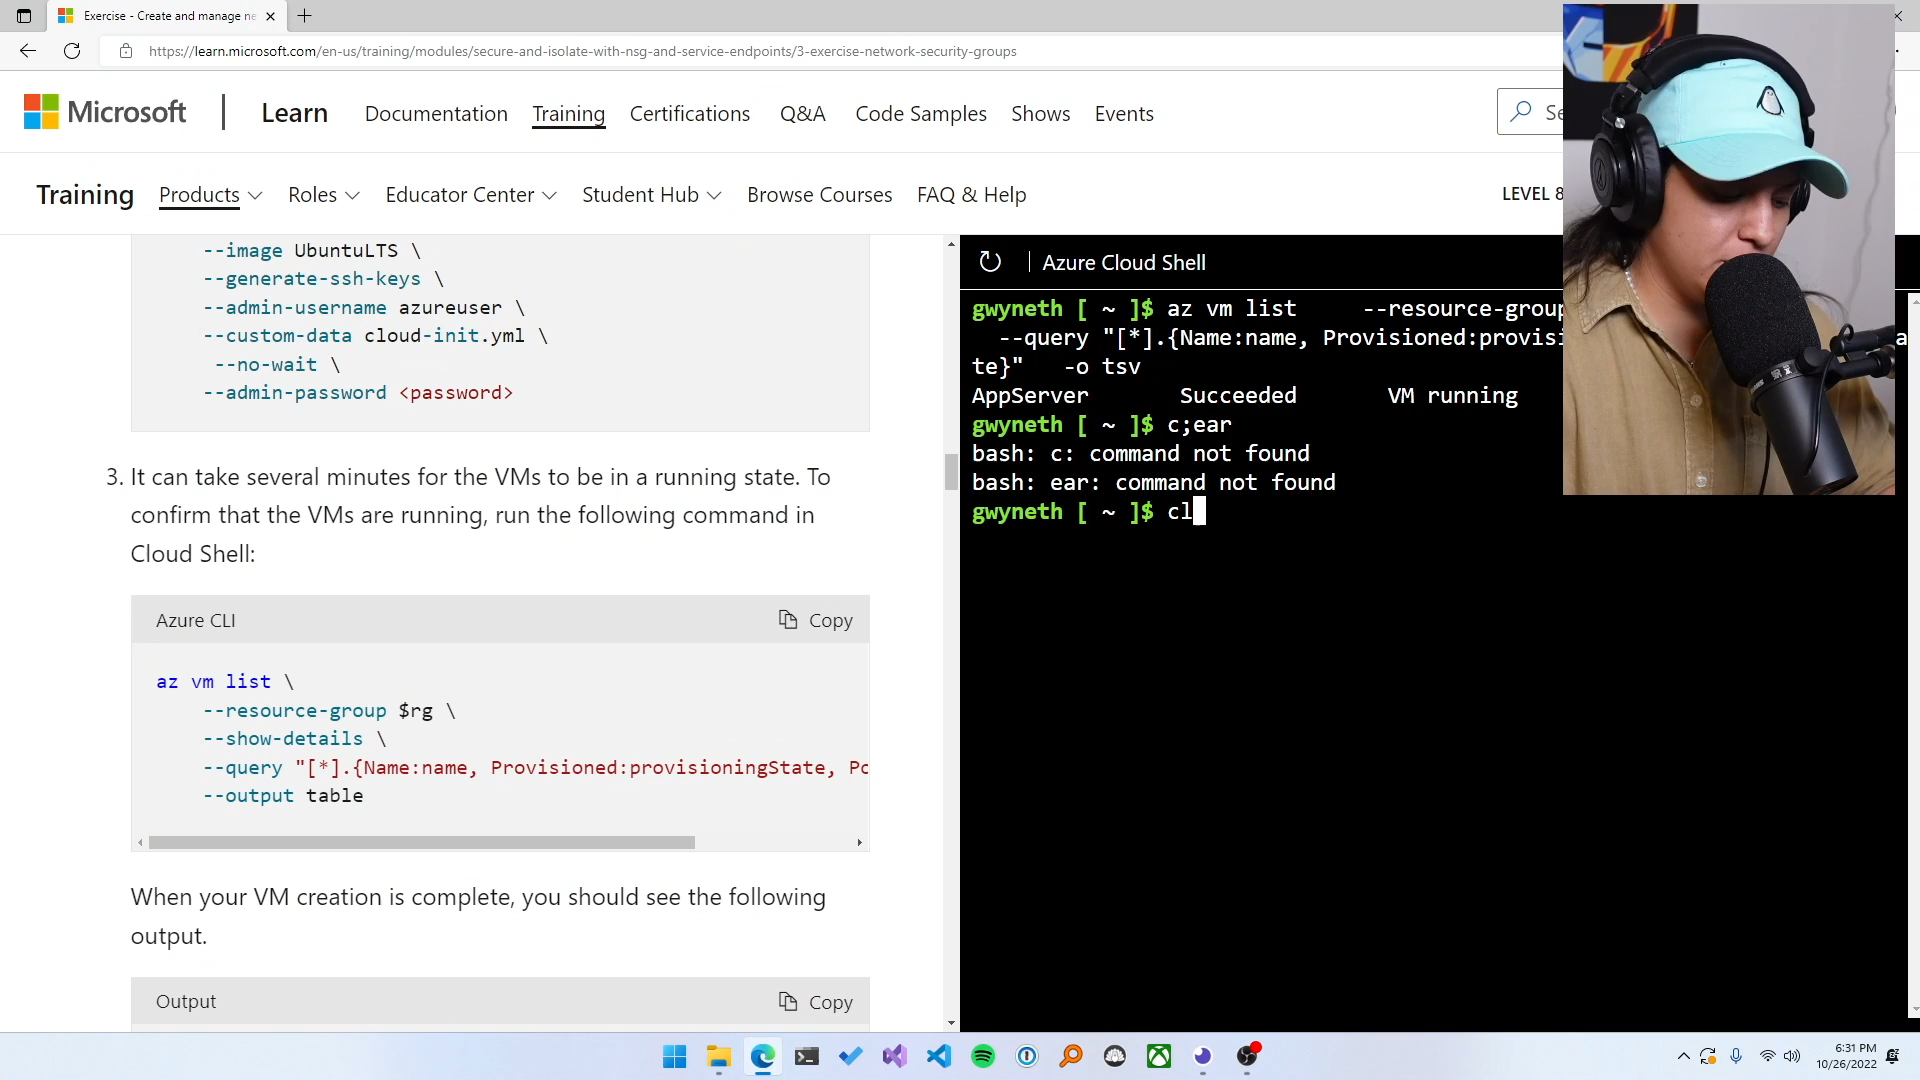 Exercise - Create and manage ne
https://learn.microsoft.com/en-us/training/modules/secure-and-isolate-with-nsg-and-service-endpoints/3-exercise-network-security-groups
Microsoft
Learn
Documentation
Training
Certifications
Q&A
Code Samples
Shows
Events
Se
Training
Products
Roles
Educator Center
Student Hub
Browse Courses
FAQ & Help
LEVEL 8
--image UbuntuLTS \
--generate-ssh-keys \
--admin-username azureuser \
--custom-data cloud-init.yml \
--no-wait \
--admin-password <password>
3. It can take several minutes for the VMs to be in a running state. To
confirm that the VMs are running, run the following command in
Cloud Shell:
Azure CLI
Copy
az vm list \
--resource-group $rg \
--show-details \
--query "[*].{Name:name, Provisioned:provisioningState, Po
--output table
When your VM creation is complete, you should see the following
output.
Output
Copy
Azure Cloud Shell
gwyneth [ ~ ]$ az vm list --resource-group
--query "[*].{Name:name, Provisioned:provisi a
te}" -o tsv
AppServer Succeeded VM running
gwyneth [ ~ ]$ c;ear
bash: c: command not found
bash: ear: command not found
gwyneth [ ~ ]$ cl
6:31 PM
10/26/2022